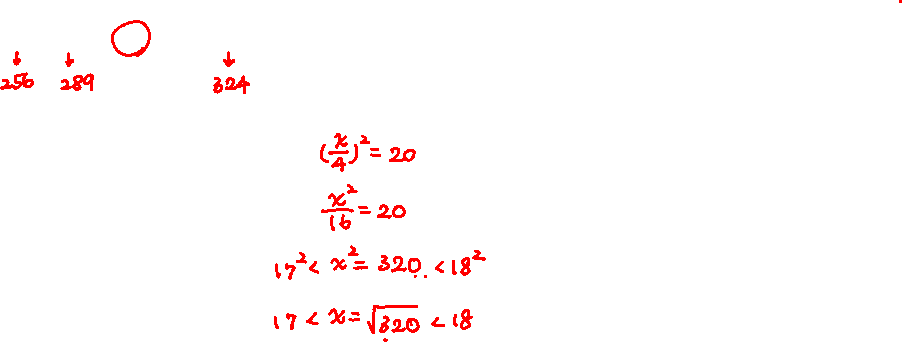 ↓ ↓ ↓
256 289 324
(x/4)² = 20
x²/16 = 20
17² < x² = 320 < 18²
17 < x = √320 < 18